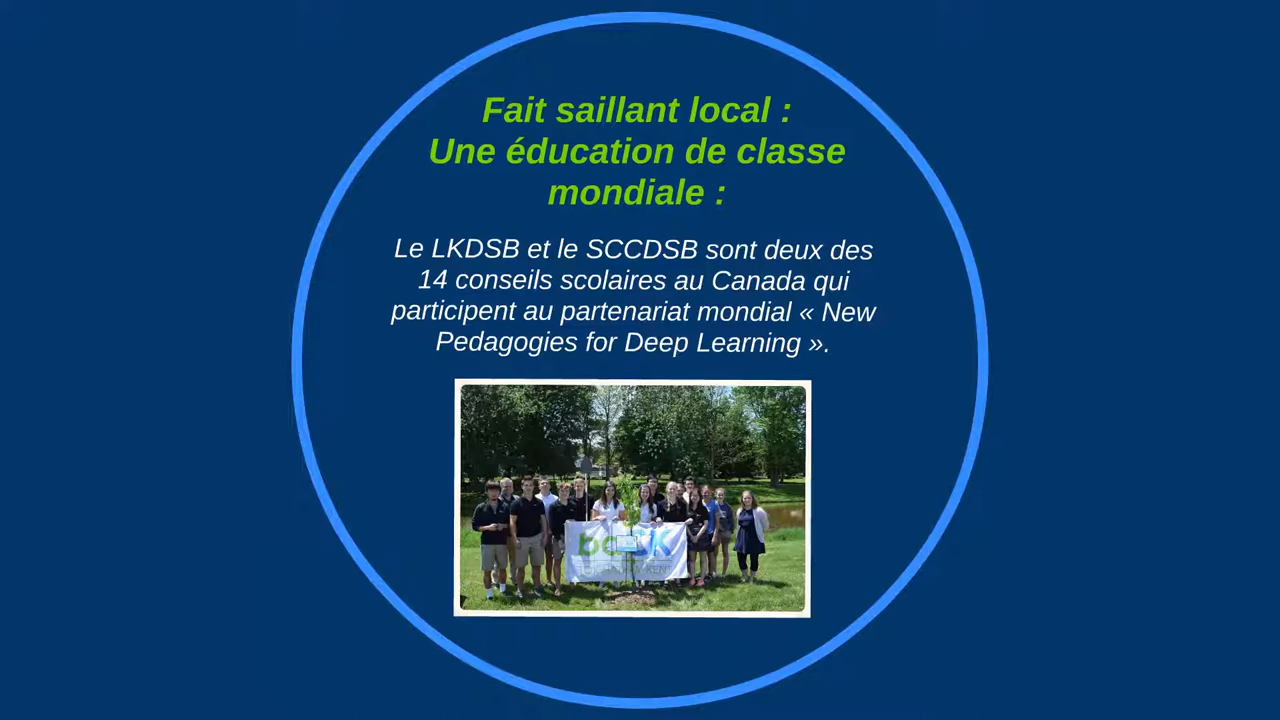 Fait saillant local :
Une éducation de classe
mondiale :
Le LKDSB et le SCCDSB sont deux des
14 conseils scolaires au Canada qui
participent au partenariat mondial « New
Pedagogies for Deep Learning ».